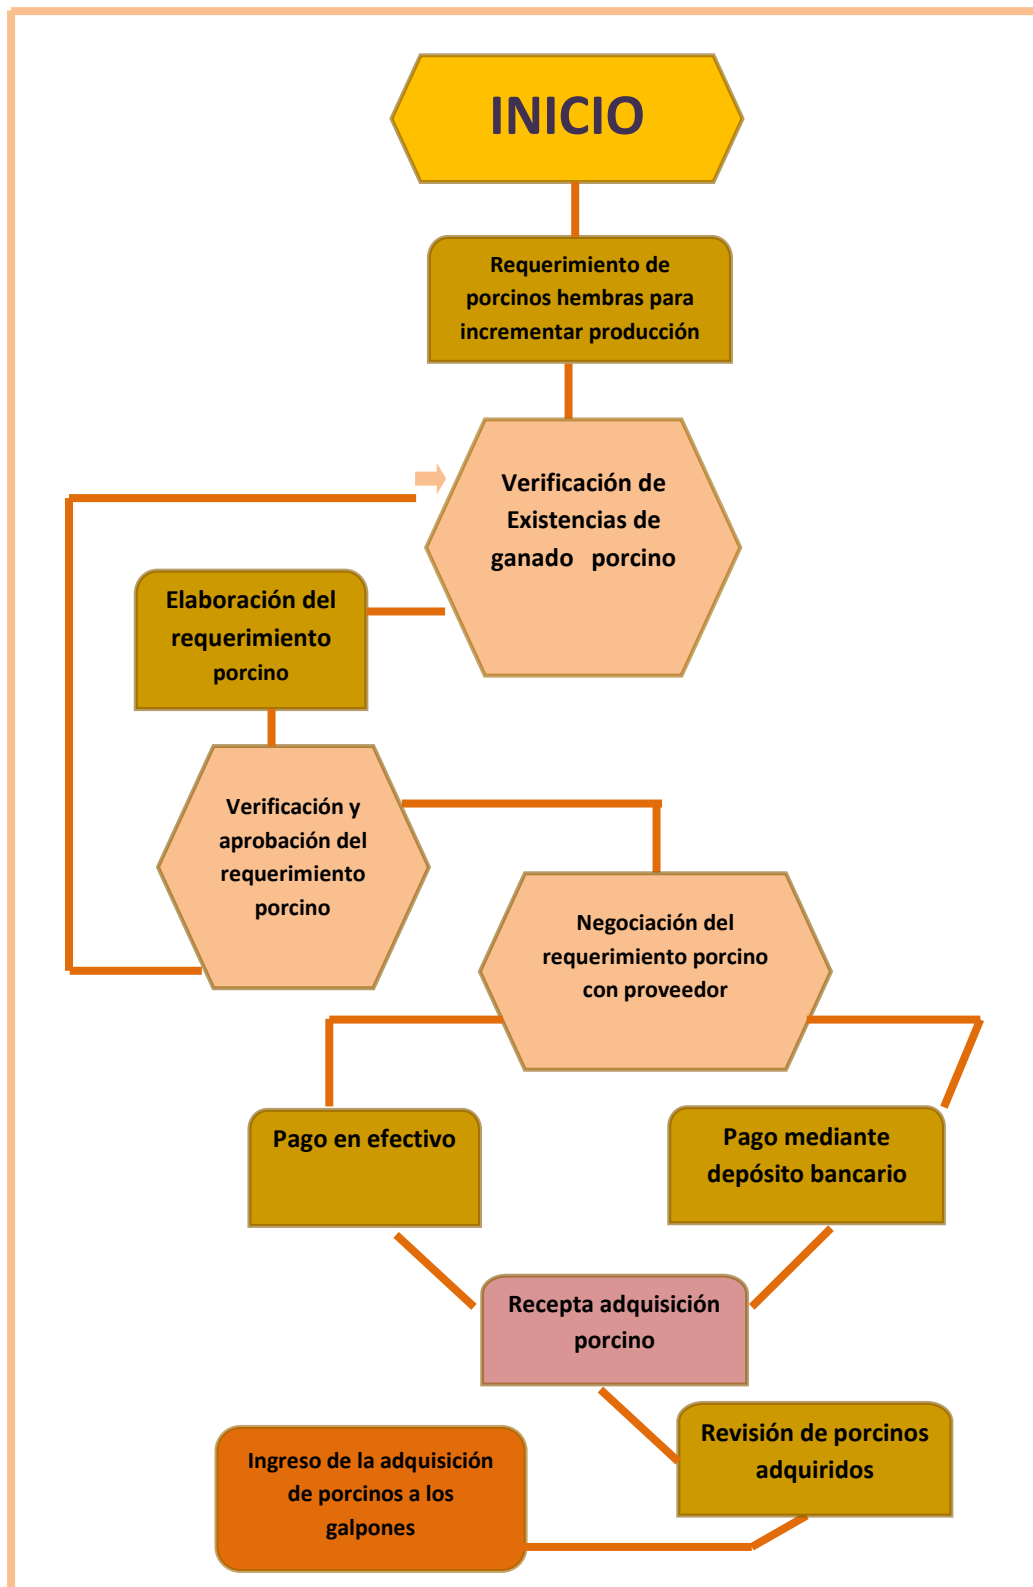 INICIO
Requerimiento de
porcinos hembras para
incrementar producción
Verificación de
Existencias de
ganado porcino
Elaboración del
requerimiento
porcino
Verificación y
aprobación del
requerimiento
porcino
Negociación del
requerimiento porcino
con proveedor
Pago en efectivo
Pago mediante
depósito bancario
Recepta adquisición
porcino
Revisión de porcinos
adquiridos
Ingreso de la adquisición
de porcinos a los
galpones